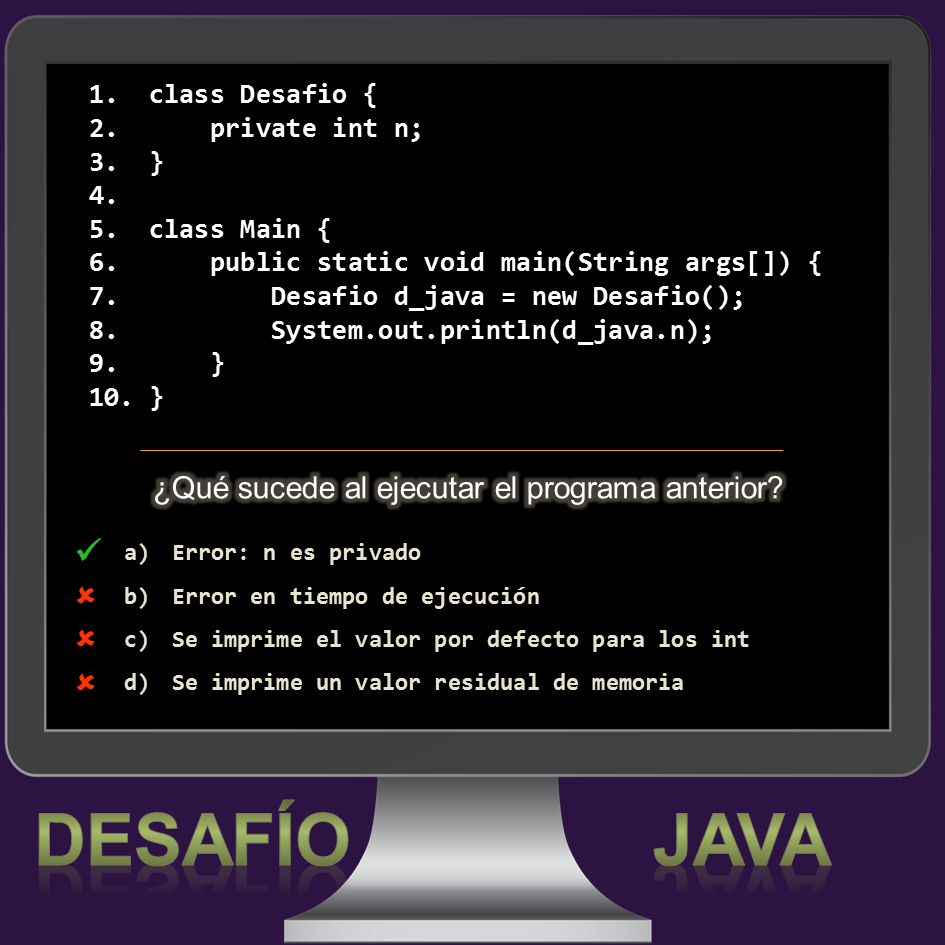 1. class Desafio {
2.     private int n;
3. }
4.
5. class Main {
6.     public static void main(String args[]) {
7.         Desafio d_java = new Desafio();
8.         System.out.println(d_java.n);
9.     }
10. }
¿Qué sucede al ejecutar el programa anterior?
✓ a) Error: n es privado
✘ b) Error en tiempo de ejecución
✘ c) Se imprime el valor por defecto para los int
✘ d) Se imprime un valor residual de memoria
DESAFÍO JAVA